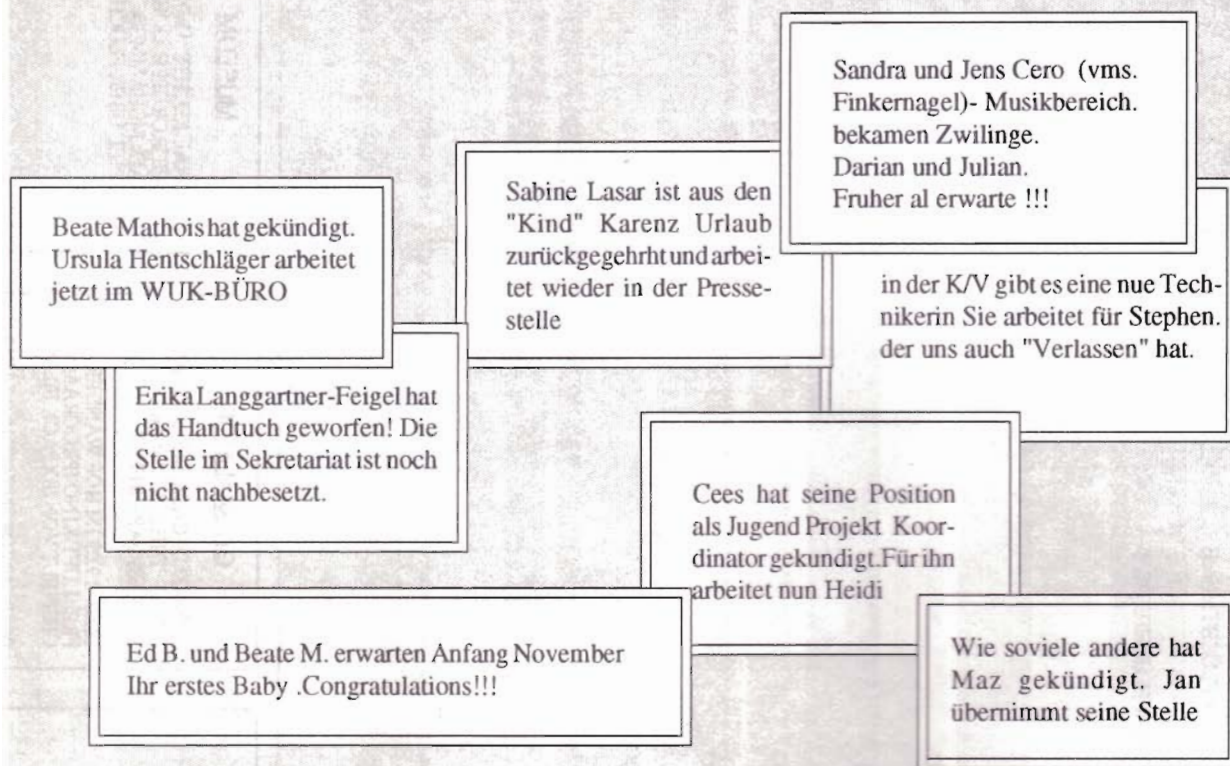 Beate Mathois hat gekündigt.
Ursula Hentschläger arbeitet
jetzt im WUK-BÜRO
Erika Langgartner-Feigel hat
das Handtuch geworfen! Die
Stelle im Sekretariat ist noch
nicht nachbesetzt.
Sabine Lasar ist aus den
"Kind" Karenz Urlaub
zurückgegehrht und arbei-
tet wieder in der Presse-
stelle
Sandra und Jens Cero (vms.
Finkernagel)- Musikbereich.
bekamen Zwilinge.
Darian und Julian.
Fruher al erwarte !!!
in der K/V gibt es eine nue Tech-
nikerin Sie arbeitet für Stephen.
der uns auch "Verlassen" hat.
Cees hat seine Position
als Jugend Projekt Koor-
dinator gekundigt.Für ihn
arbeitet nun Heidi
Ed B. und Beate M. erwarten Anfang November
Ihr erstes Baby .Congratulations!!!
Wie soviele andere hat
Maz gekündigt. Jan
übernimmt seine Stelle